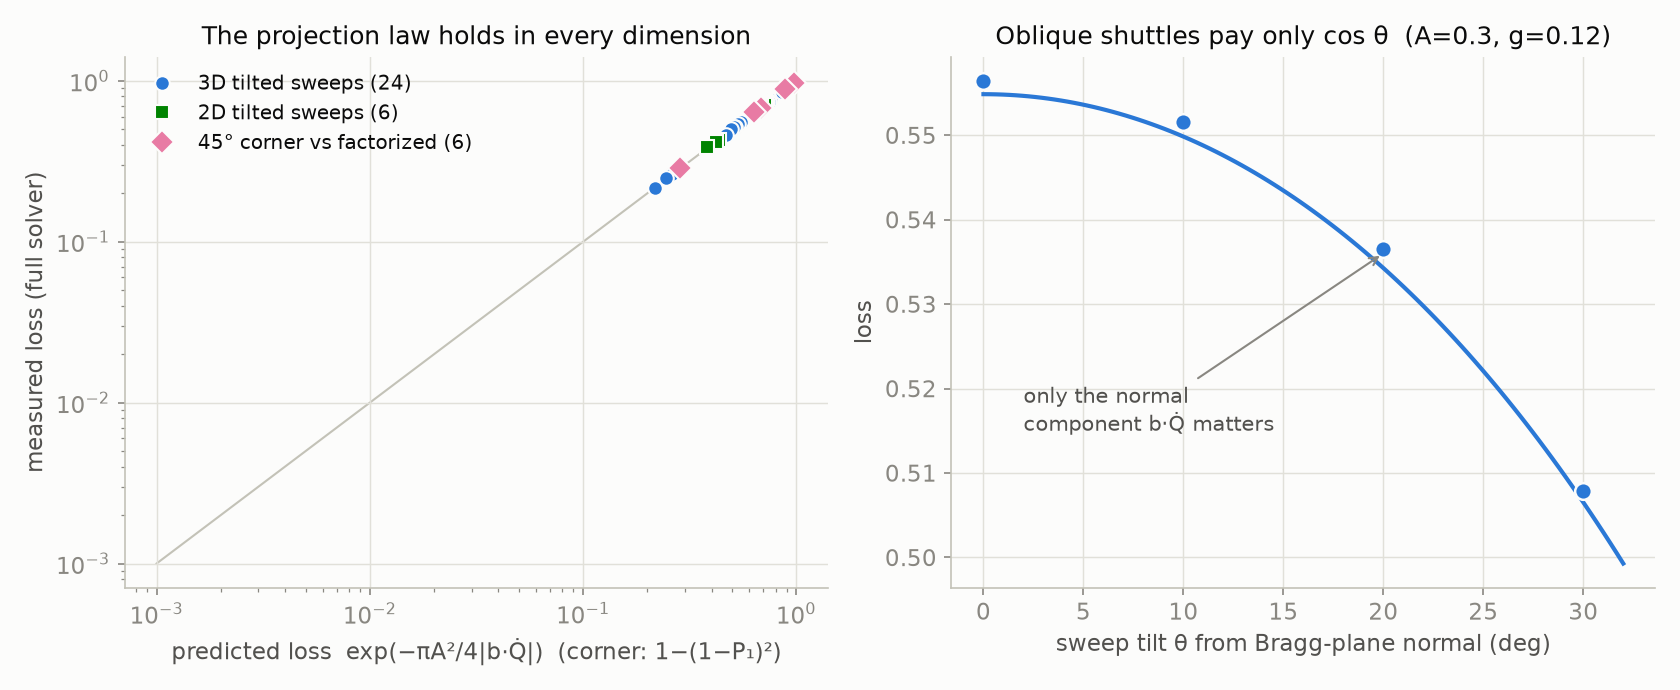 The projection law holds in every dimension
3D tilted sweeps (24)
2D tilted sweeps (6)
45° corner vs factorized (6)
measured loss (full solver)
10⁰
10⁻¹
10⁻²
10⁻³
10⁻³
10⁻²
10⁻¹
10⁰
predicted loss exp(−πA²/4|b·Q̇|) (corner: 1−(1−P₁)²)
Oblique shuttles pay only cos θ (A=0.3, g=0.12)
loss
0.55
0.54
0.53
0.52
0.51
0.50
only the normal
component b·Q̇ matters
0
5
10
15
20
25
30
sweep tilt θ from Bragg-plane normal (deg)